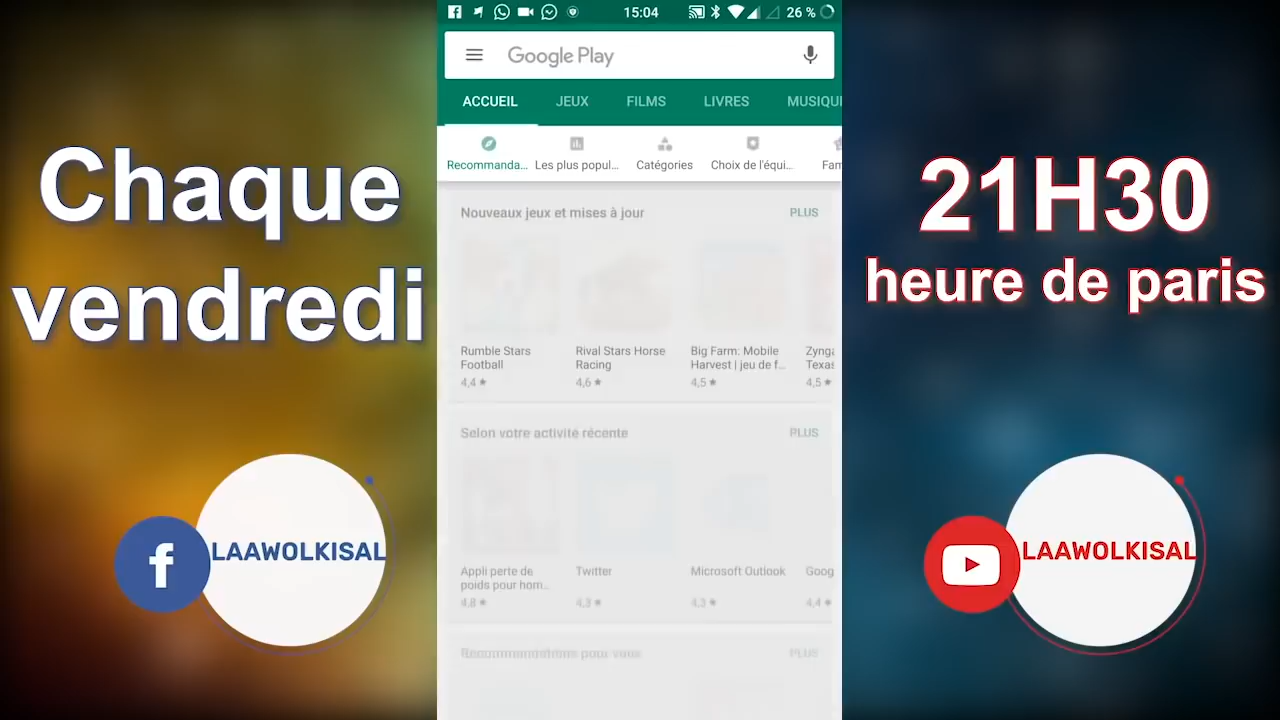 Chaque
vendredi
LAAWOLKISAL
15:04
26 %
Google Play
ACCUEIL JEUX FILMS LIVRES MUSIQU
Recommanda... Les plus popul... Catégories Choix de l'équi... Fam
Nouveaux jeux et mises à jour PLUS
Rumble Stars
Football
4,4
Rival Stars Horse
Racing
4,6
Big Farm: Mobile
Harvest | jeu de f...
4,5
Zynga
Texas
4,5
Selon votre activité récente PLUS
Appli perte de
poids pour hom...
4,8
Twitter
4,3
Microsoft Outlook
4,3
Goog
4,4
Recommandations pour vous PLUS
21H30
heure de paris
LAAWOLKISAL